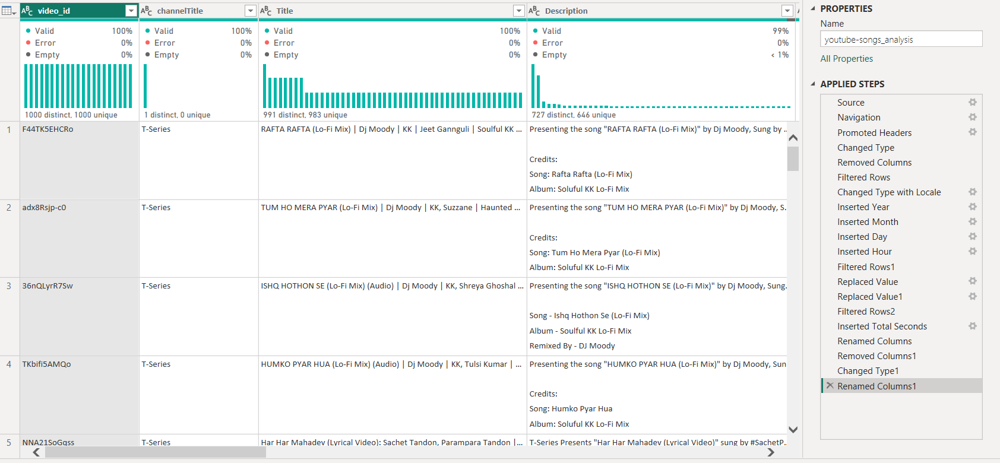 ABC video_id
ABC channelTitle
ABC Title
ABC Description
Valid 100%
Error 0%
Empty 0%
1000 distinct, 1000 unique
Valid 100%
Error 0%
Empty 0%
1 distinct, 0 unique
Valid 100%
Error 0%
Empty 0%
991 distinct, 983 unique
Valid 99%
Error 0%
Empty < 1%
727 distinct, 646 unique
1
F44TK5EHCRo
T-Series
RAFTA RAFTA (Lo-Fi Mix) | Dj Moody | KK | Jeet Gannguli | Soulful KK ...
Presenting the song "RAFTA RAFTA (Lo-Fi Mix)" by Dj Moody, Sung by ...
Credits:
Song: Rafta Rafta (Lo-Fi Mix)
Album: Soluful KK Lo-Fi Mix
2
adx8Rsjp-c0
T-Series
TUM HO MERA PYAR (Lo-Fi Mix) | Dj Moody | KK, Suzzane | Haunted ...
Presenting the song "TUM HO MERA PYAR (Lo-Fi Mix)" by Dj Moody, S...
Credits:
Song: Tum Ho Mera Pyar (Lo-Fi Mix)
Album: Soluful KK Lo-Fi Mix
3
36nQLyrR7Sw
T-Series
ISHQ HOTHON SE (Lo-Fi Mix) (Audio) | Dj Moody | KK, Shreya Ghoshal ...
Presenting the song "ISHQ HOTHON SE (Lo-Fi Mix)" by Dj Moody, Sung...
Song - Ishq Hothon Se (Lo-Fi Mix)
Album - Soulful KK Lo-Fi Mix
Remixed By - DJ Moody
4
TKbifi5AMQo
T-Series
HUMKO PYAR HUA (Lo-Fi Mix) (Audio) | Dj Moody | KK, Tulsi Kumar | ...
Presenting the song "HUMKO PYAR HUA (Lo-Fi Mix)" by Dj Moody, Sun
Credits:
Song: Humko Pyar Hua
Album: Soluful KK Lo-Fi Mix
5
NNA21SoGqss
T-Series
Har Har Mahadev (Lyrical Video): Sachet Tandon, Parampara Tandon |...
T-Series Presents "Har Har Mahadev (Lyrical Video)" sung by #SachetP...
PROPERTIES
Name
youtube-songs_analysis
All Properties
APPLIED STEPS
Source
Navigation
Promoted Headers
Changed Type
Removed Columns
Filtered Rows
Changed Type with Locale
Inserted Year
Inserted Month
Inserted Day
Inserted Hour
Filtered Rows1
Replaced Value
Replaced Value1
Filtered Rows2
Inserted Total Seconds
Renamed Columns
Removed Columns1
Changed Type1
Renamed Columns1